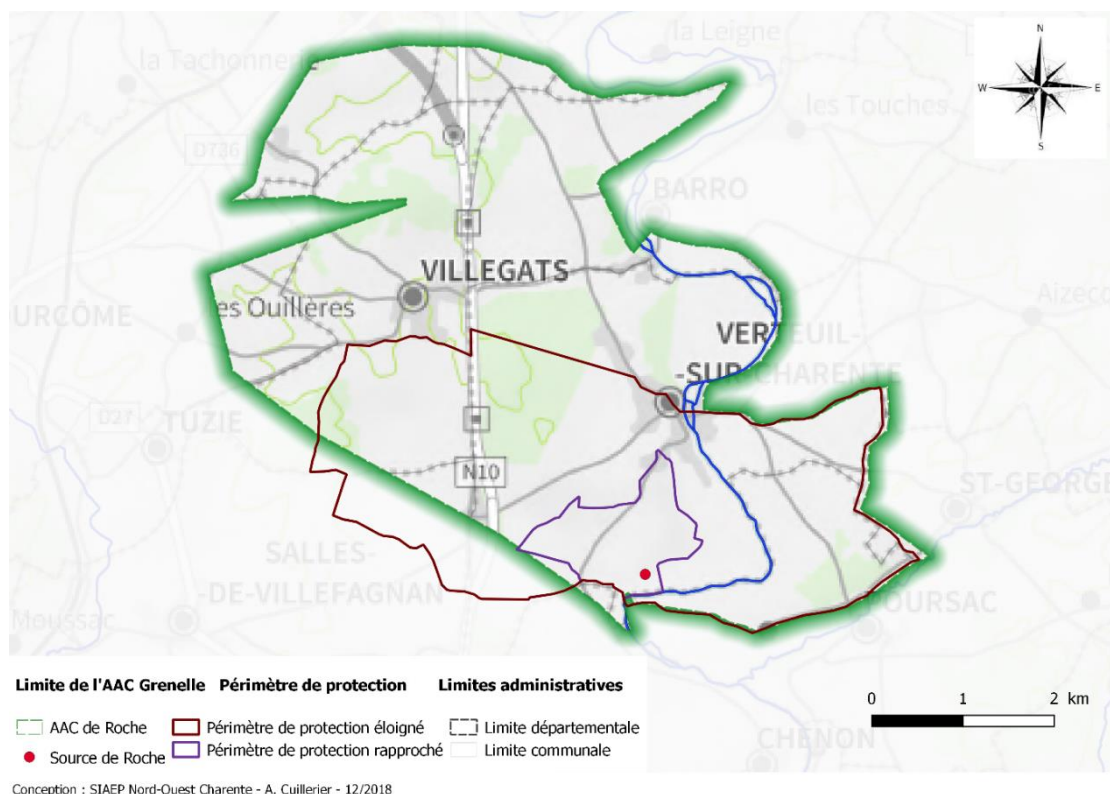 la Leigne
la Tachonnerie
N
W E
S
les Touches
D736
BARRO
VILLEGATS
es Ouillères
Aizeco
URCÔME
VERTEUIL-
-SUR-CHARENTE
D27
TUZIE
N10
ST-GEORGE
SALLES-
-DE-VILLEFAGNAN
POURSAC
Moussac
CHENON
Limite de l'AAC Grenelle Périmètre de protection Limites administratives
AAC de Roche Périmètre de protection éloigné Limite départementale
Source de Roche Périmètre de protection rapproché Limite communale
0 1 2 km
Conception : SIAEP Nord-Ouest Charente - A. Cuillerier - 12/2018